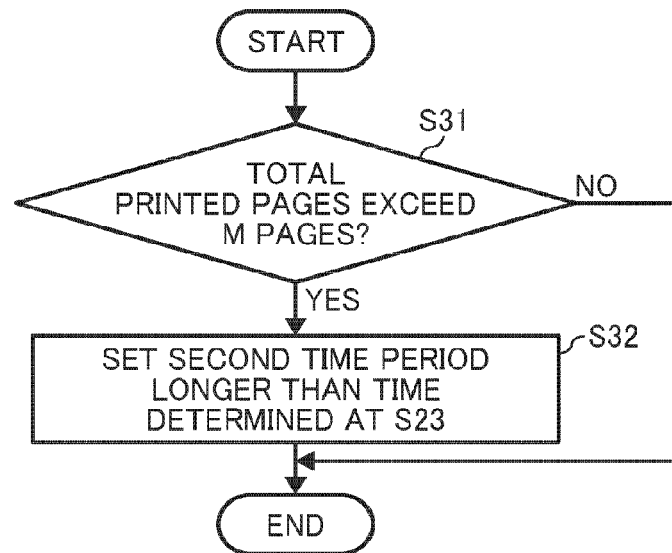 START
S31
TOTAL
PRINTED PAGES EXCEED
M PAGES?
NO
YES
S32
SET SECOND TIME PERIOD
LONGER THAN TIME
DETERMINED AT S23
END